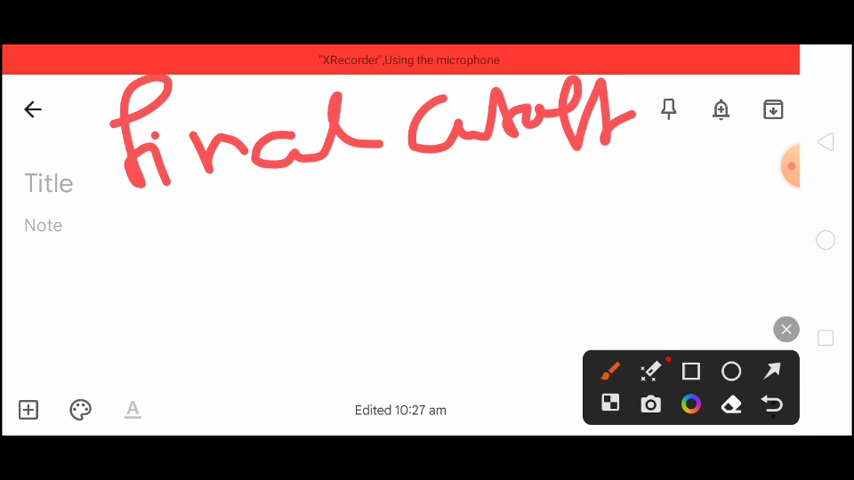 "XRecorder",Using the microphone
final cutoff
Title
Note
A
Edited 10:27 am